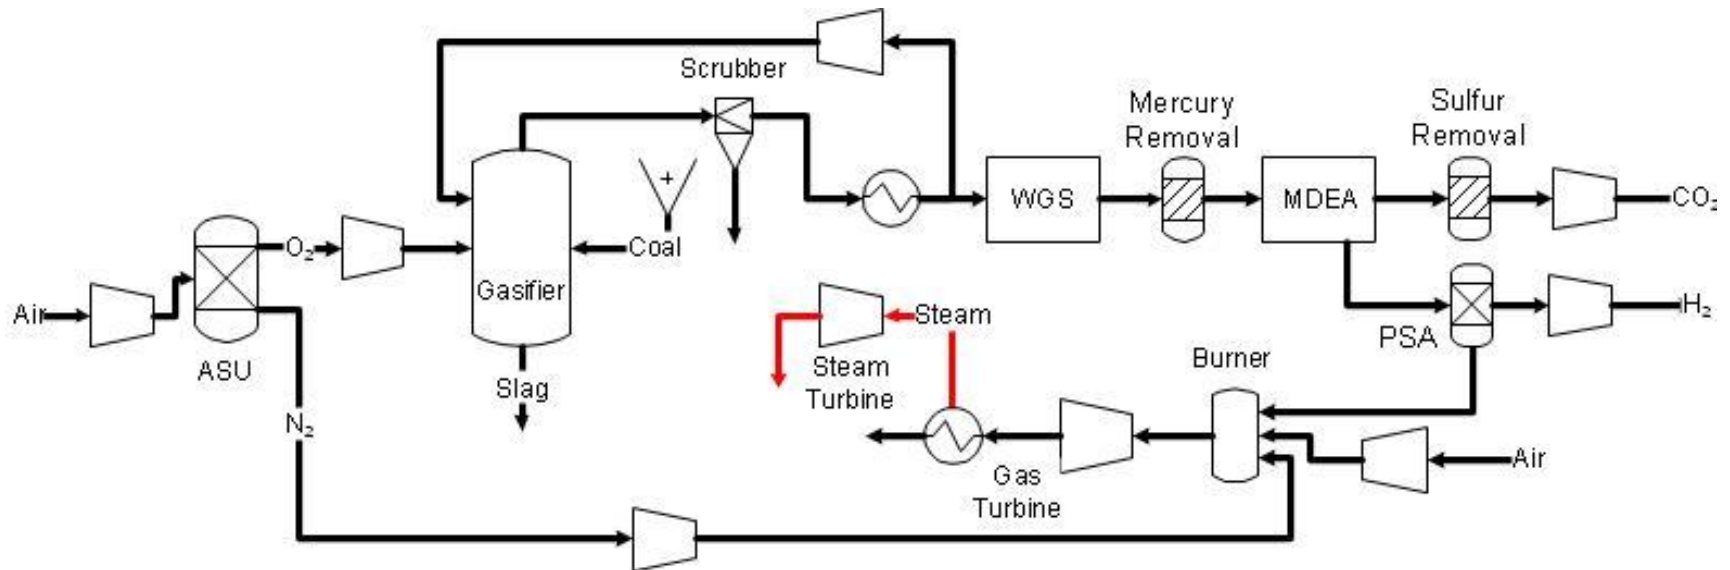 Scrubber
Mercury
Removal
Sulfur
Removal
+
WGS
MDEA
CO₂
O₂
Coal
Gasifier
Air
ASU
Steam
H₂
PSA
Steam
Turbine
Burner
Slag
N₂
Gas
Turbine
Air